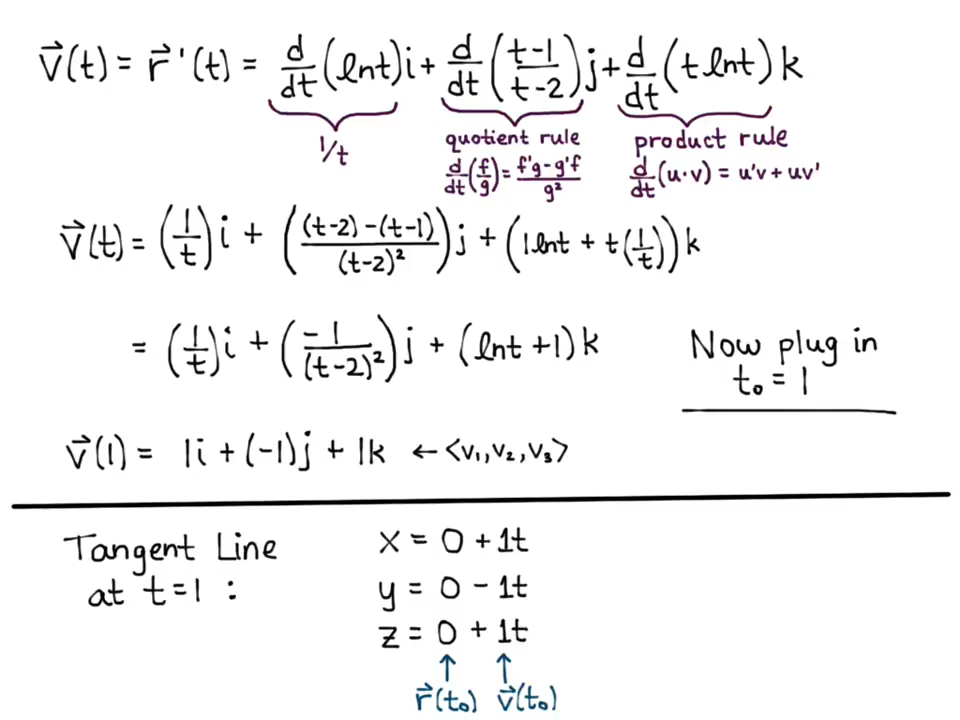 v⃗(t) = r⃗'(t) = d/dt (lnt)i + d/dt ((t-1)/(t-2))j + d/dt (t lnt)k
1/t
quotient rule
d/dt (f/g) = (f'g-g'f)/g²
product rule
d/dt (u·v) = u'v + uv'
v⃗(t) = (1/t)i + (((t-2)-(t-1))/(t-2)²)j + (1lnt + t(1/t))k
= (1/t)i + (-1/(t-2)²)j + (lnt +1)k
Now plug in
t₀ = 1
v⃗(1) = 1i + (-1)j + 1k ← <v₁,v₂,v₃>
Tangent Line
at t=1 :
x = 0 + 1t
y = 0 - 1t
z = 0 + 1t
↑ ↑
r⃗(t₀) v⃗(t₀)